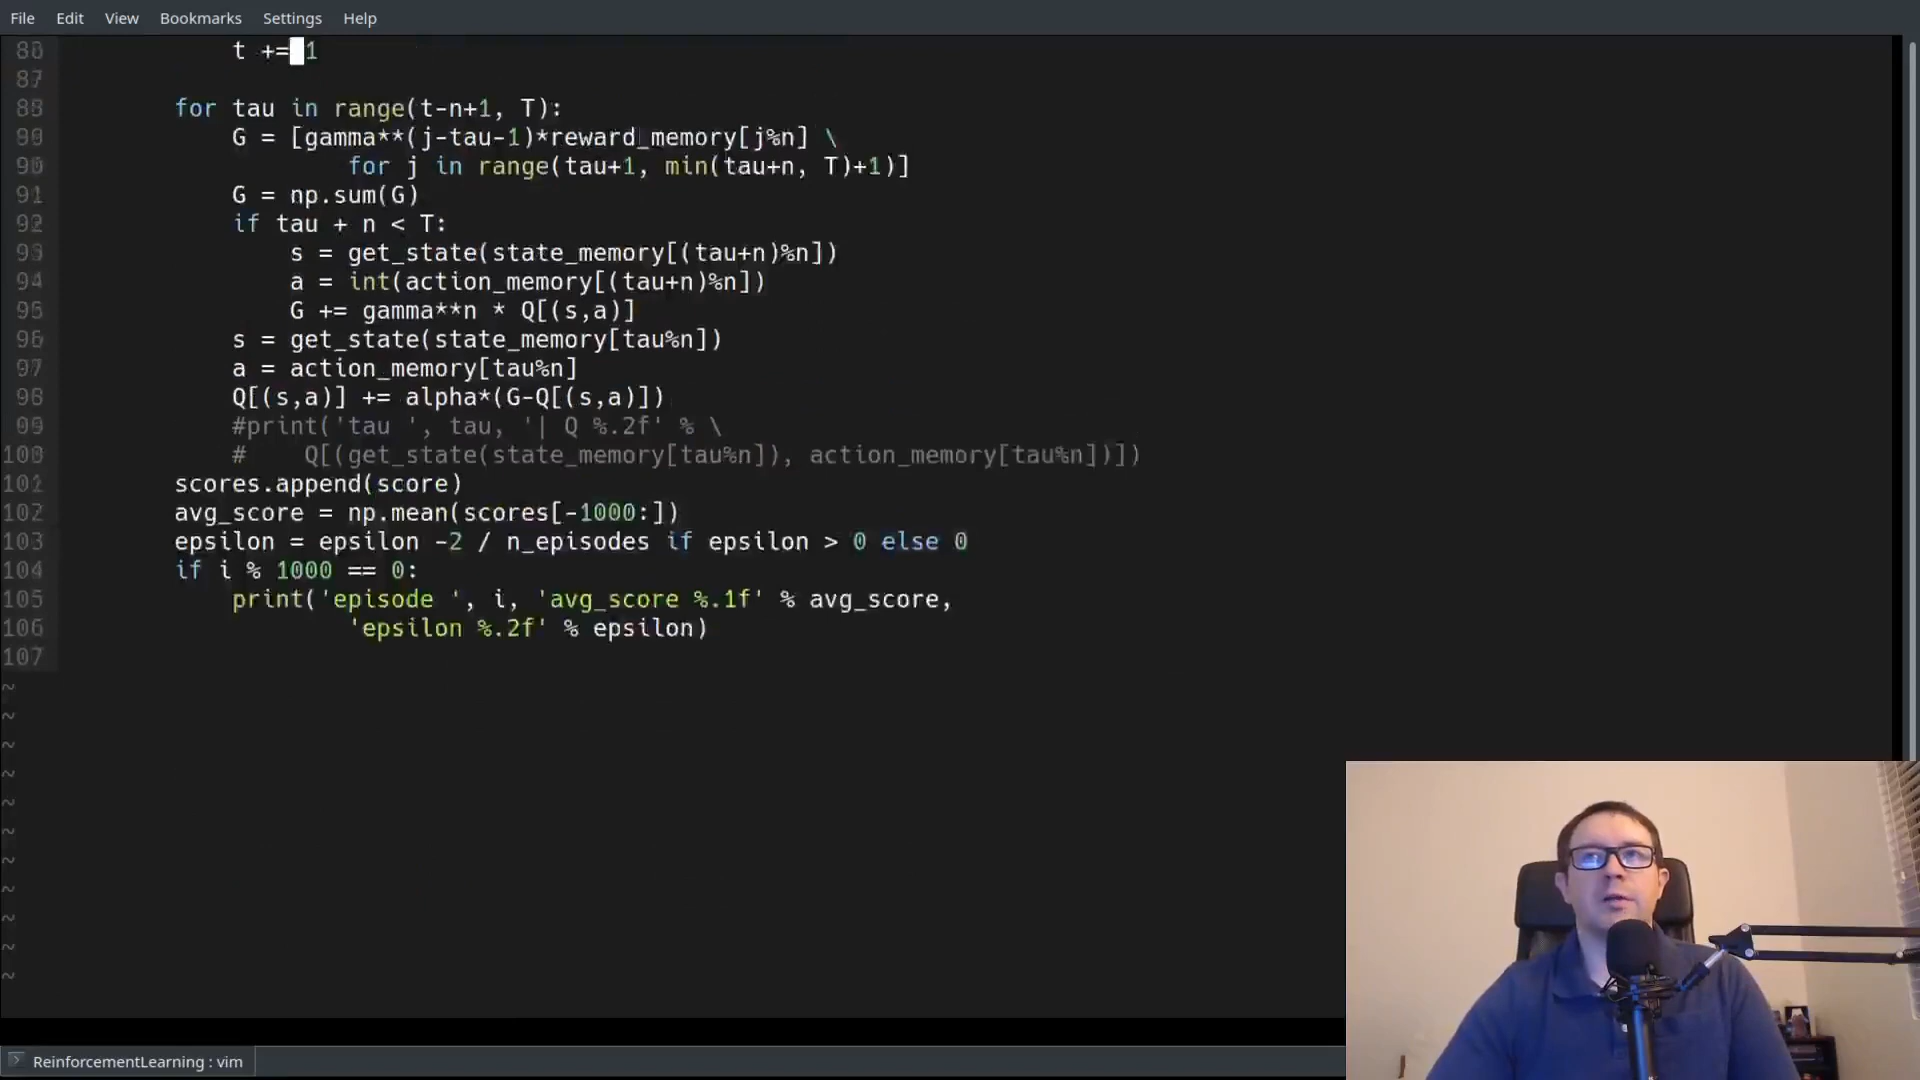 File Edit View Bookmarks Settings Help
t += 1
87
88 for tau in range(t-n+1, T):
G = [gamma**(j-tau-1)*reward_memory[j%n] \
90 for j in range(tau+1, min(tau+n, T)+1)]
91 G = np.sum(G)
92 if tau + n < T:
93 s = get_state(state_memory[(tau+n)%n])
94 a = int(action_memory[(tau+n)%n])
95 G += gamma**n * Q[(s,a)]
96 s = get_state(state_memory[tau%n])
97 a = action_memory[tau%n]
98 Q[(s,a)] += alpha*(G-Q[(s,a)])
99 #print('tau ', tau, '| Q %.2f' % \
100 # Q[(get_state(state_memory[tau%n]), action_memory[tau%n])])
101 scores.append(score)
102 avg_score = np.mean(scores[-1000:])
103 epsilon = epsilon -2 / n_episodes if epsilon > 0 else 0
104 if i % 1000 == 0:
105 print('episode ', i, 'avg_score %.1f' % avg_score,
106 'epsilon %.2f' % epsilon)
107
~
~
~
~
~
~
~
~
~
~
~
ReinforcementLearning : vim